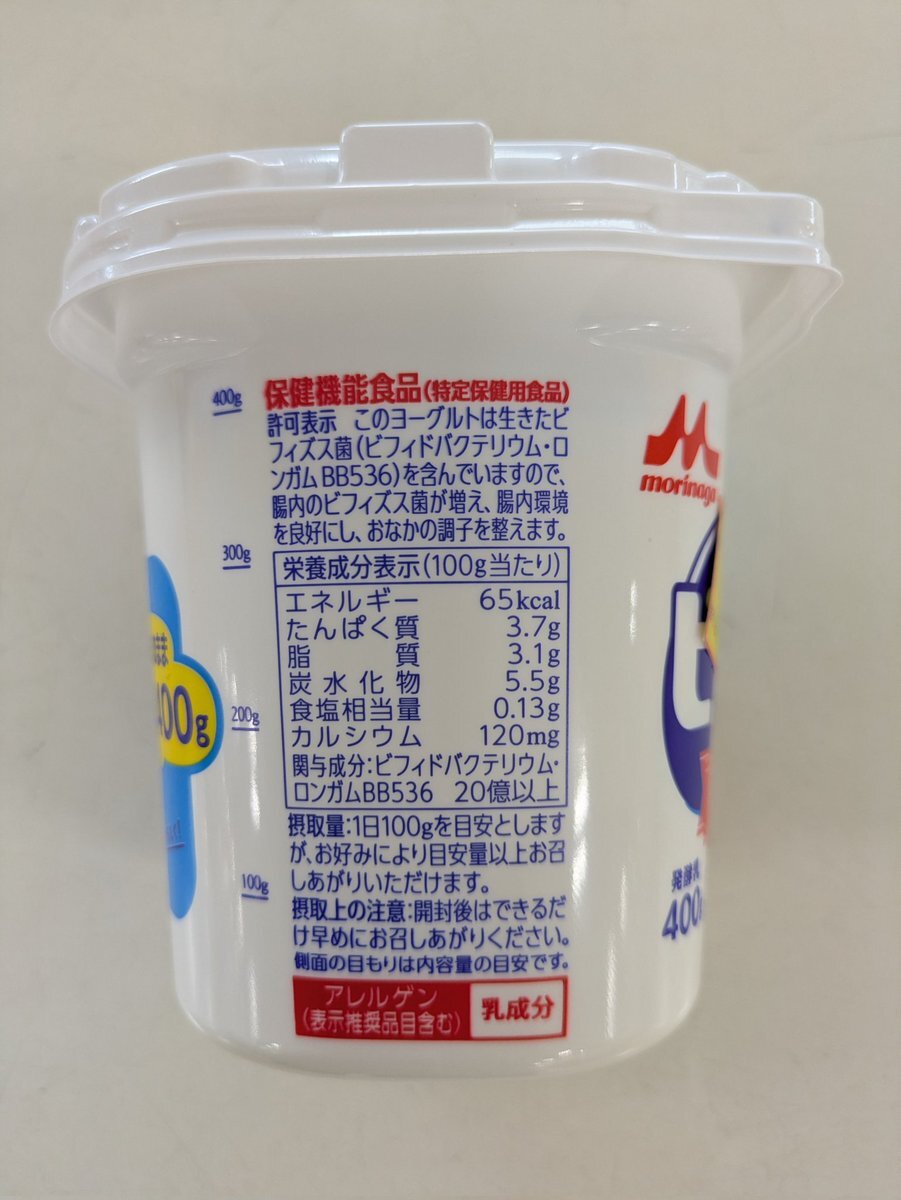 400g
300g
200g
100g
まま
400g
保健機能食品(特定保健用食品)
許可表示 このヨーグルトは生きたビ
フィズス菌(ビフィドバクテリウム・ロ
ンガムBB536)を含んでいますので、
腸内のビフィズス菌が増え、腸内環境
を良好にし、おなかの調子を整えます。
栄養成分表示(100g当たり)
エネルギー 65kcal
たんぱく質 3.7g
脂質 3.1g
炭水化物 5.5g
食塩相当量 0.13g
カルシウム 120mg
関与成分:ビフィドバクテリウム・
ロンガムBB536 20億以上
摂取量:1日100gを目安とします
が、お好みにより目安量以上お召
しあがりいただけます。
摂取上の注意:開封後はできるだ
け早めにお召しあがりください。
側面の目もりは内容量の目安です。
アレルゲン
(表示推奨品目含む)
乳成分
morinaga
発酵乳
400g